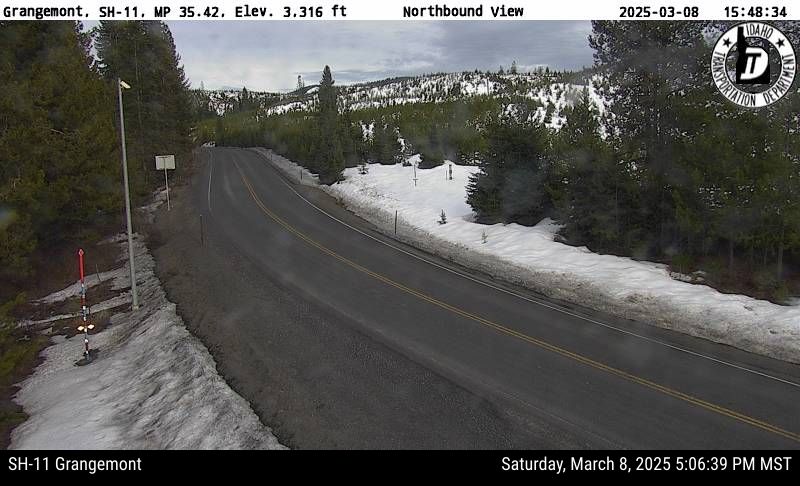 Grangemont, SH-11, MP 35.42, Elev. 3,316 ft Northbound View 2025-03-08 15:48:34
IDAHO
TRANSPORTATION DEPARTMENT
SH-11 Grangemont Saturday, March 8, 2025 5:06:39 PM MST